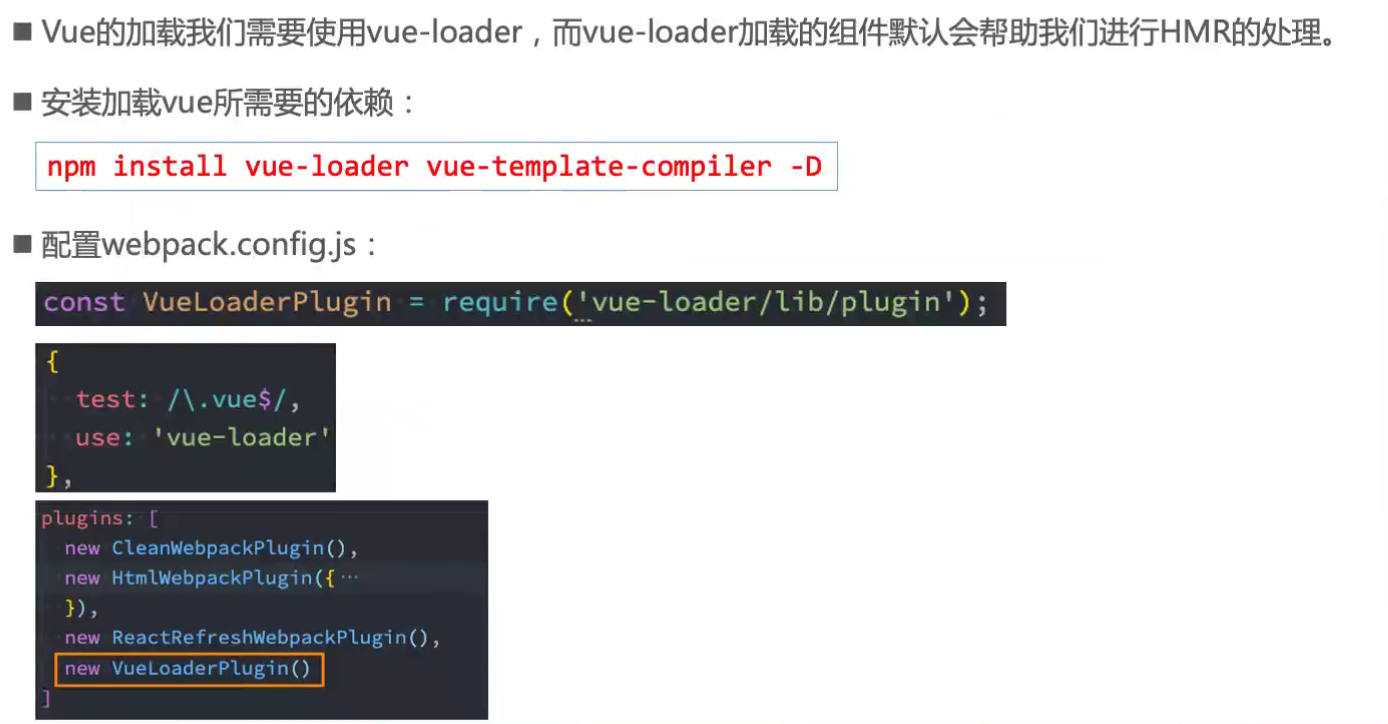 Vue的加载我们需要使用vue-loader，而vue-loader加载的组件默认会帮助我们进行HMR的处理。
安装加载vue所需要的依赖：
npm install vue-loader vue-template-compiler -D
配置webpack.config.js：
const VueLoaderPlugin = require('vue-loader/lib/plugin');
{
test: /\.vue$/,
use: 'vue-loader'
},
plugins: [
new CleanWebpackPlugin(),
new HtmlWebpackPlugin({···
}),
new ReactRefreshWebpackPlugin(),
new VueLoaderPlugin()
]